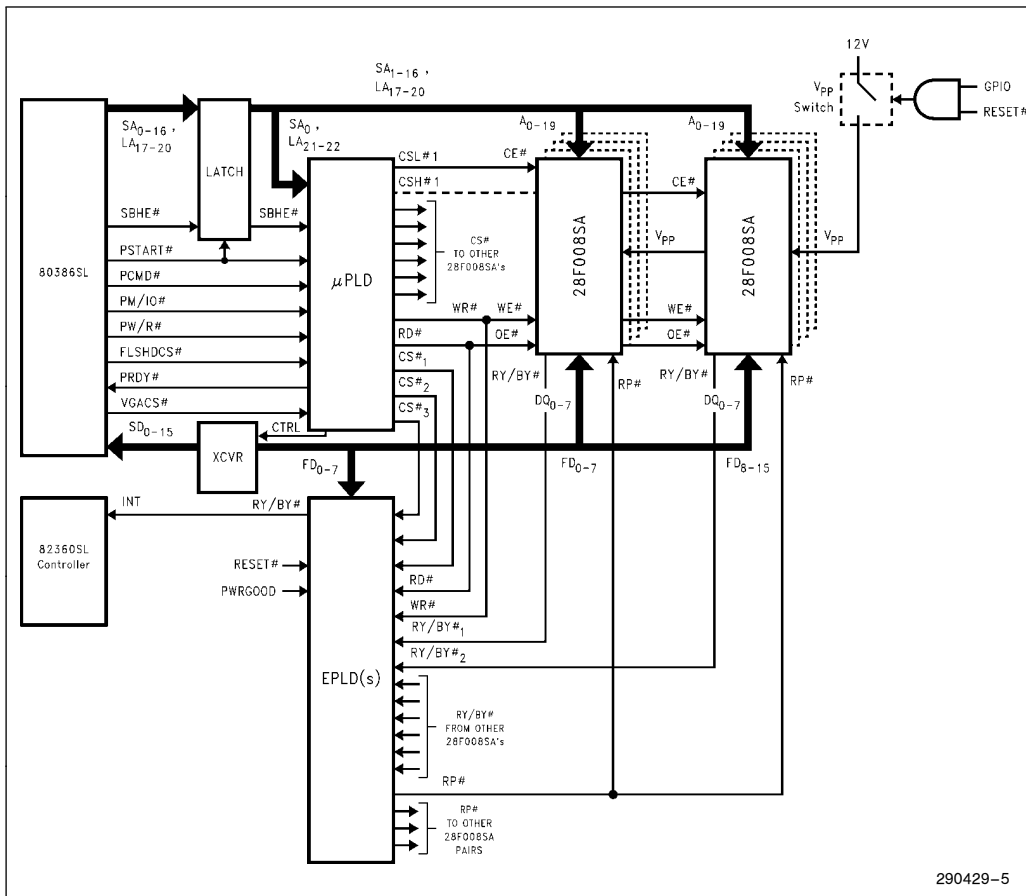 12V
SA1-16,
LA17-20
VPP
Switch
GPIO
RESET#
SA0-16,
LA17-20
SA0,
LA21-22
A0-19
A0-19
LATCH
CSL#1
CE#
CSH#1
CE#
SBHE#
SBHE#
CS#
TO OTHER
28F008SA's
80386SL
PSTART#
μPLD
28F008SA
VPP
28F008SA
VPP
PCMD#
PM/IO#
WR#
WE#
WE#
PW/R#
RD#
OE#
OE#
FLSHDCS#
CS#1
RY/BY#
RP#
RY/BY#
RP#
PRDY#
CS#2
DQ0-7
DQ0-7
VGACS#
CS#3
SD0-15
CTRL
XCVR
FD0-7
FD0-7
FD8-15
INT
RY/BY#
82360SL
Controller
RESET#
PWRGOOD
RD#
WR#
RY/BY#1
RY/BY#2
EPLD(s)
RY/BY#
FROM OTHER
28F008SA's
RP#
RP#
TO OTHER
28F008SA
PAIRS
290429-5